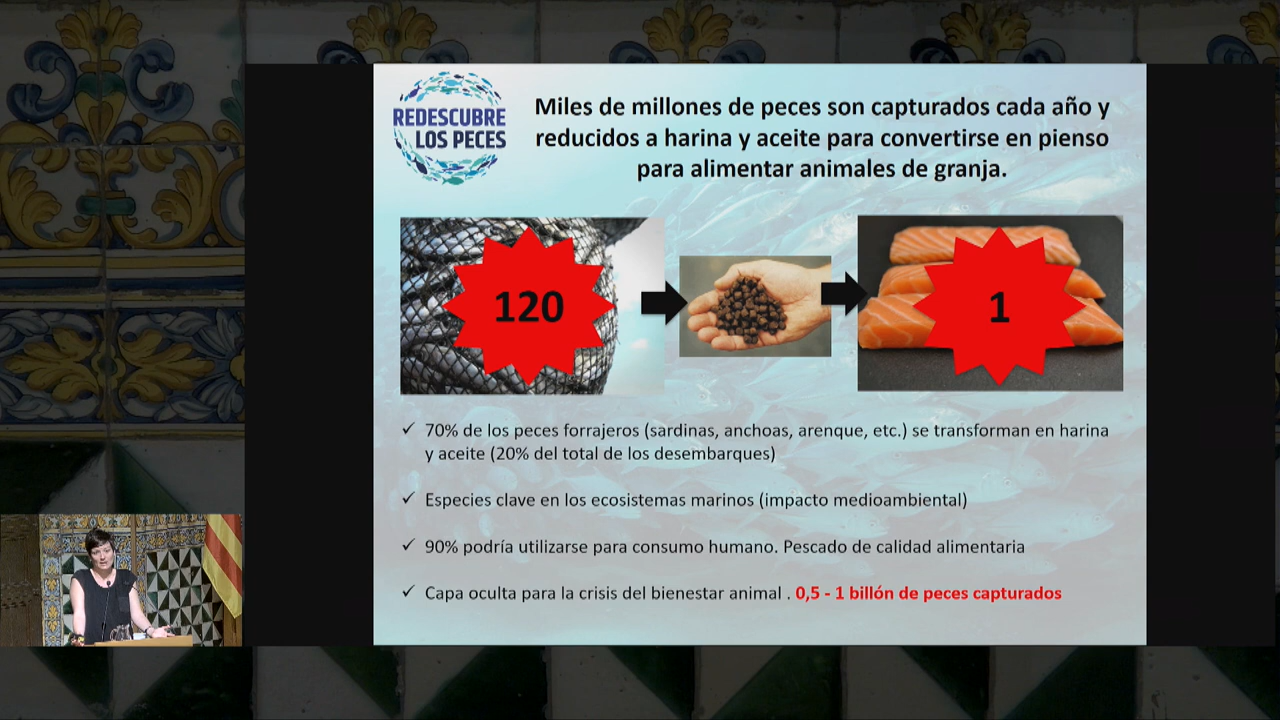 REDESCUBRE
LOS PECES
Miles de millones de peces son capturados cada año y
reducidos a harina y aceite para convertirse en pienso
para alimentar animales de granja.
120
1
✓ 70% de los peces forrajeros (sardinas, anchoas, arenque, etc.) se transforman en harina
y aceite (20% del total de los desembarques)
✓ Especies clave en los ecosistemas marinos (impacto medioambiental)
✓ 90% podría utilizarse para consumo humano. Pescado de calidad alimentaria
✓ Capa oculta para la crisis del bienestar animal . 0,5 - 1 billón de peces capturados